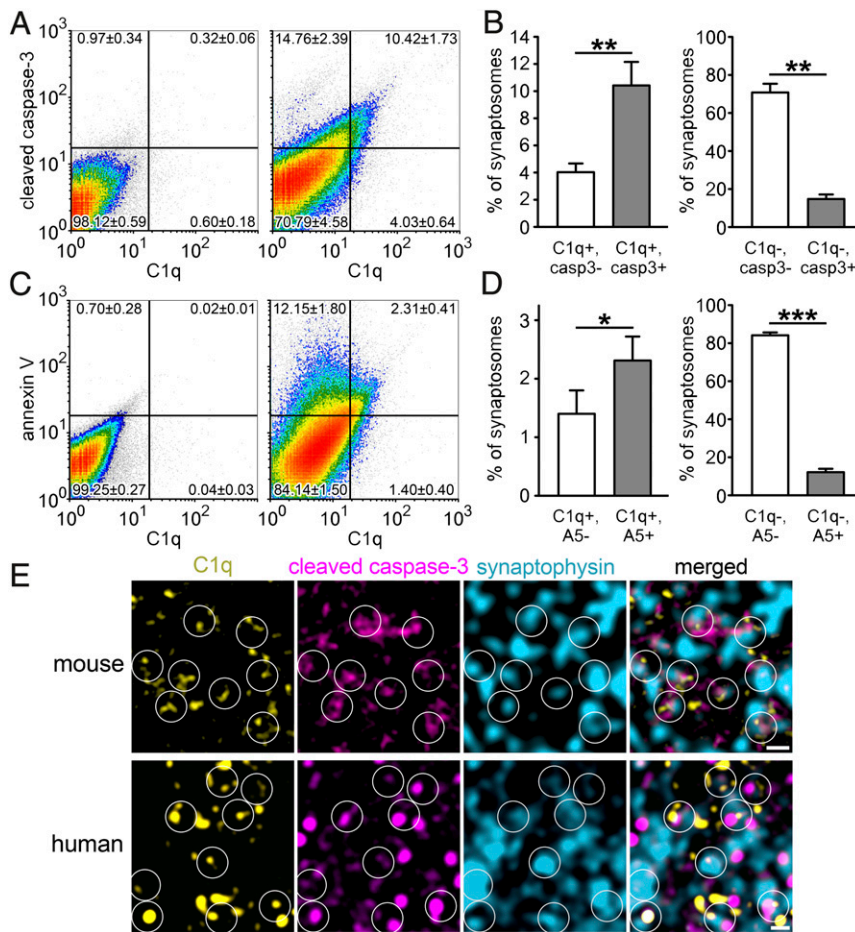 A
cleaved caspase-3
10³
10²
10¹
10⁰
0.97±0.34 0.32±0.06
98.12±0.59 0.60±0.18
10⁰ 10¹ 10² 10³
C1q
14.76±2.39 10.42±1.73
70.79±4.58 4.03±0.64
10⁰ 10¹ 10² 10³
C1q
B
% of synaptosomes
14
12
10
8
6
4
2
0
**
C1q+, C1q+,
casp3- casp3+
% of synaptosomes
100
80
60
40
20
0
**
C1q-, C1q-,
casp3- casp3+
C
annexin V
10³
10²
10¹
10⁰
0.70±0.28 0.02±0.01
99.25±0.27 0.04±0.03
10⁰ 10¹ 10² 10³
C1q
12.15±1.80 2.31±0.41
84.14±1.50 1.40±0.40
10⁰ 10¹ 10² 10³
C1q
D
% of synaptosomes
3
2
1
0
*
C1q+, C1q+,
A5- A5+
% of synaptosomes
100
80
60
40
20
0
***
C1q-, C1q-,
A5- A5+
E
C1q cleaved caspase-3 synaptophysin merged
mouse
human